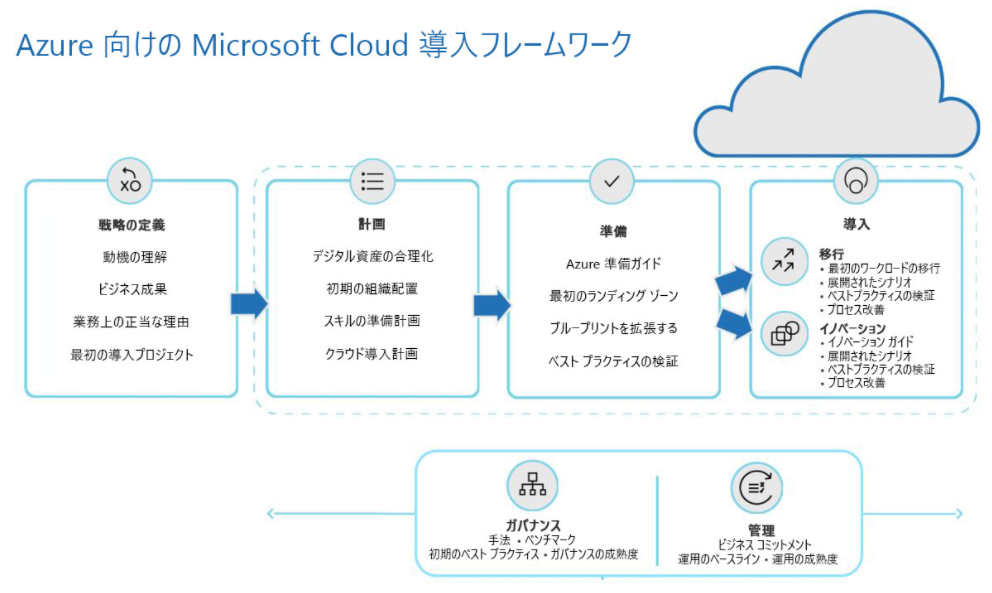 Azure 向けの Microsoft Cloud 導入フレームワーク
XO
戦略の定義
動機の理解
ビジネス成果
業務上の正当な理由
最初の導入プロジェクト
計画
デジタル資産の合理化
初期の組織配置
スキルの準備計画
クラウド導入計画
準備
Azure 準備ガイド
最初のランディング ゾーン
ブループリントを拡張する
ベスト プラクティスの検証
導入
移行
・最初のワークロードの移行
・展開されたシナリオ
・ベストプラクティスの検証
・プロセス改善
イノベーション
・イノベーション ガイド
・展開されたシナリオ
・ベストプラクティスの検証
・プロセス改善
ガバナンス
手法 ・ベンチマーク
初期のベスト プラクティス・ガバナンスの成熟度
管理
ビジネス コミットメント
運用のベースライン・運用の成熟度